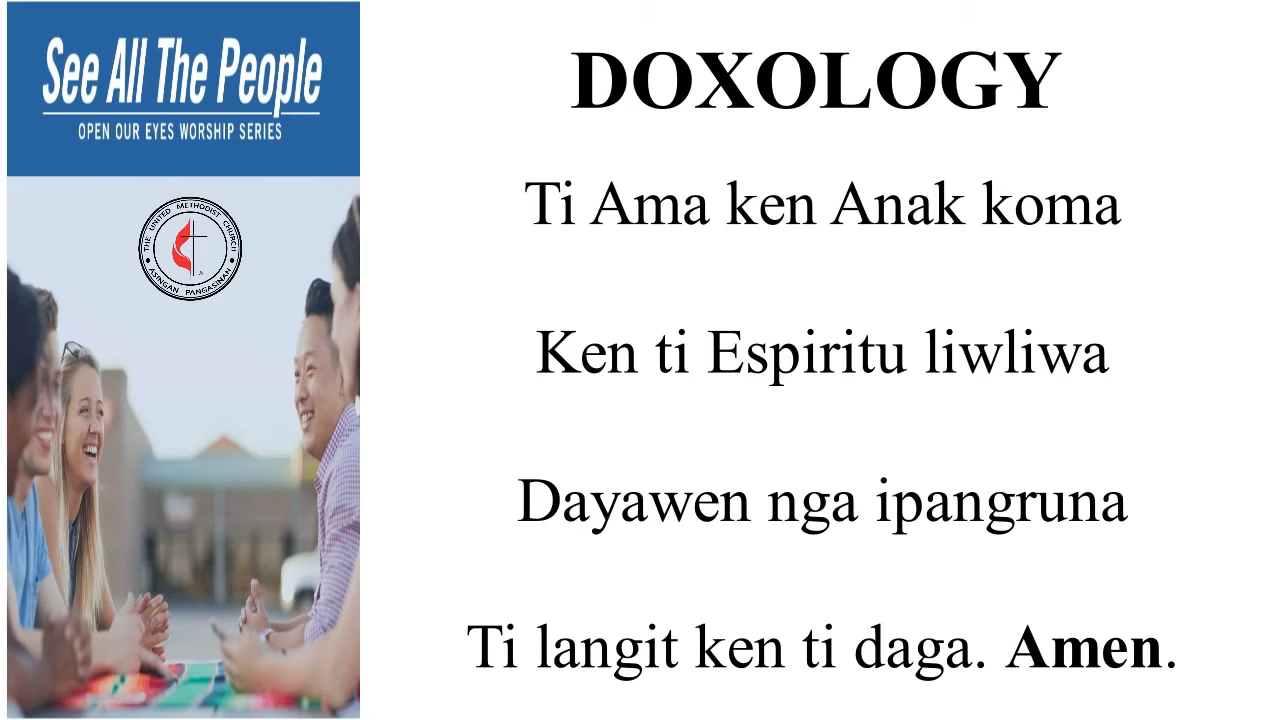 See All The People
OPEN OUR EYES WORSHIP SERIES
THE UNITED METHODIST CHURCH
ASINGAN PANGASINAN
DOXOLOGY
Ti Ama ken Anak koma
Ken ti Espiritu liwliwa
Dayawen nga ipangruna
Ti langit ken ti daga. Amen.